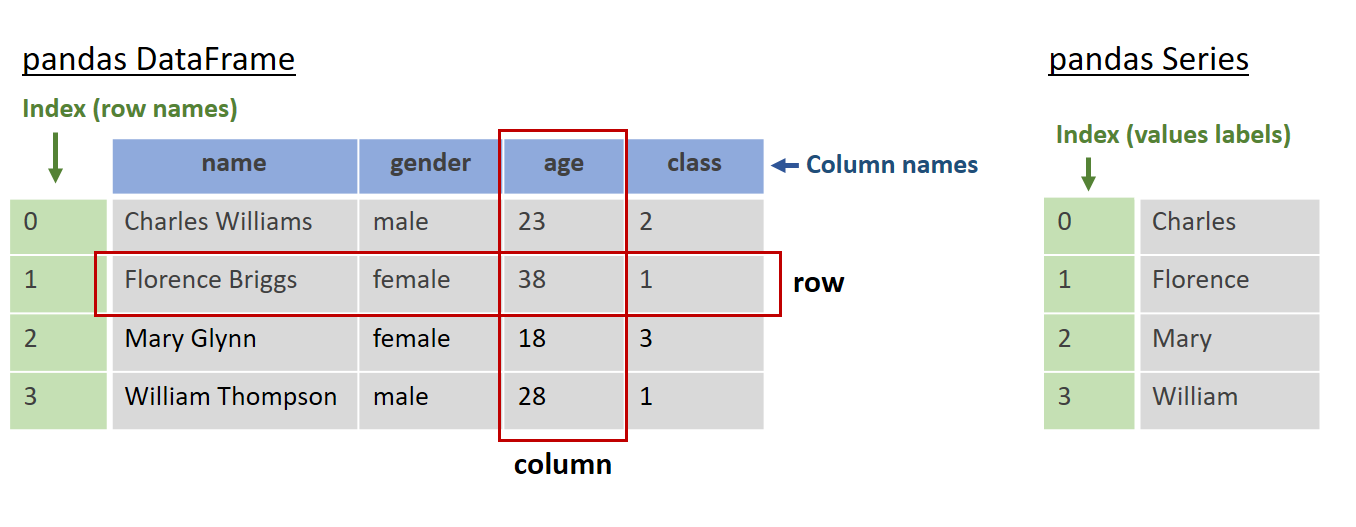 pandas DataFrame
Index (row names)
name gender age class
Column names
0 Charles Williams male 23 2
1 Florence Briggs female 38 1
row
2 Mary Glynn female 18 3
3 William Thompson male 28 1
column
pandas Series
Index (values labels)
0 Charles
1 Florence
2 Mary
3 William